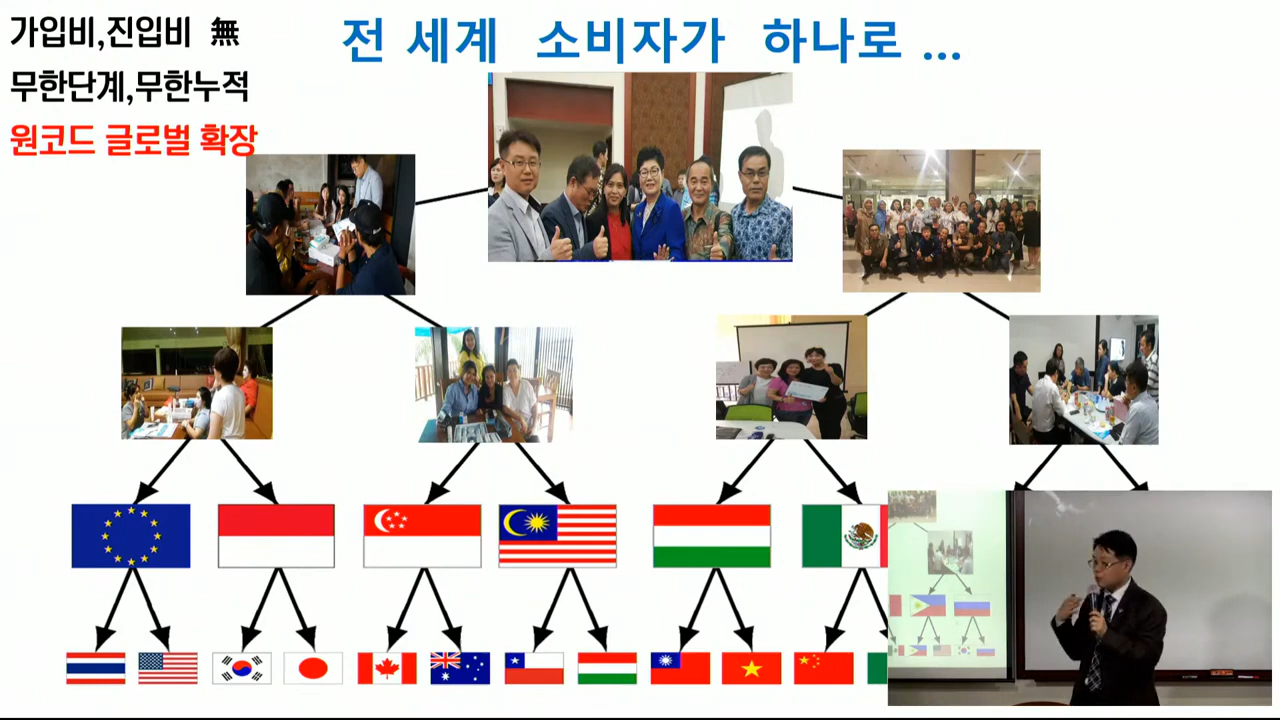 가입비,진입비 無
무한단계,무한누적
원코드 글로벌 확장
전 세계 소비자가 하나로 ...